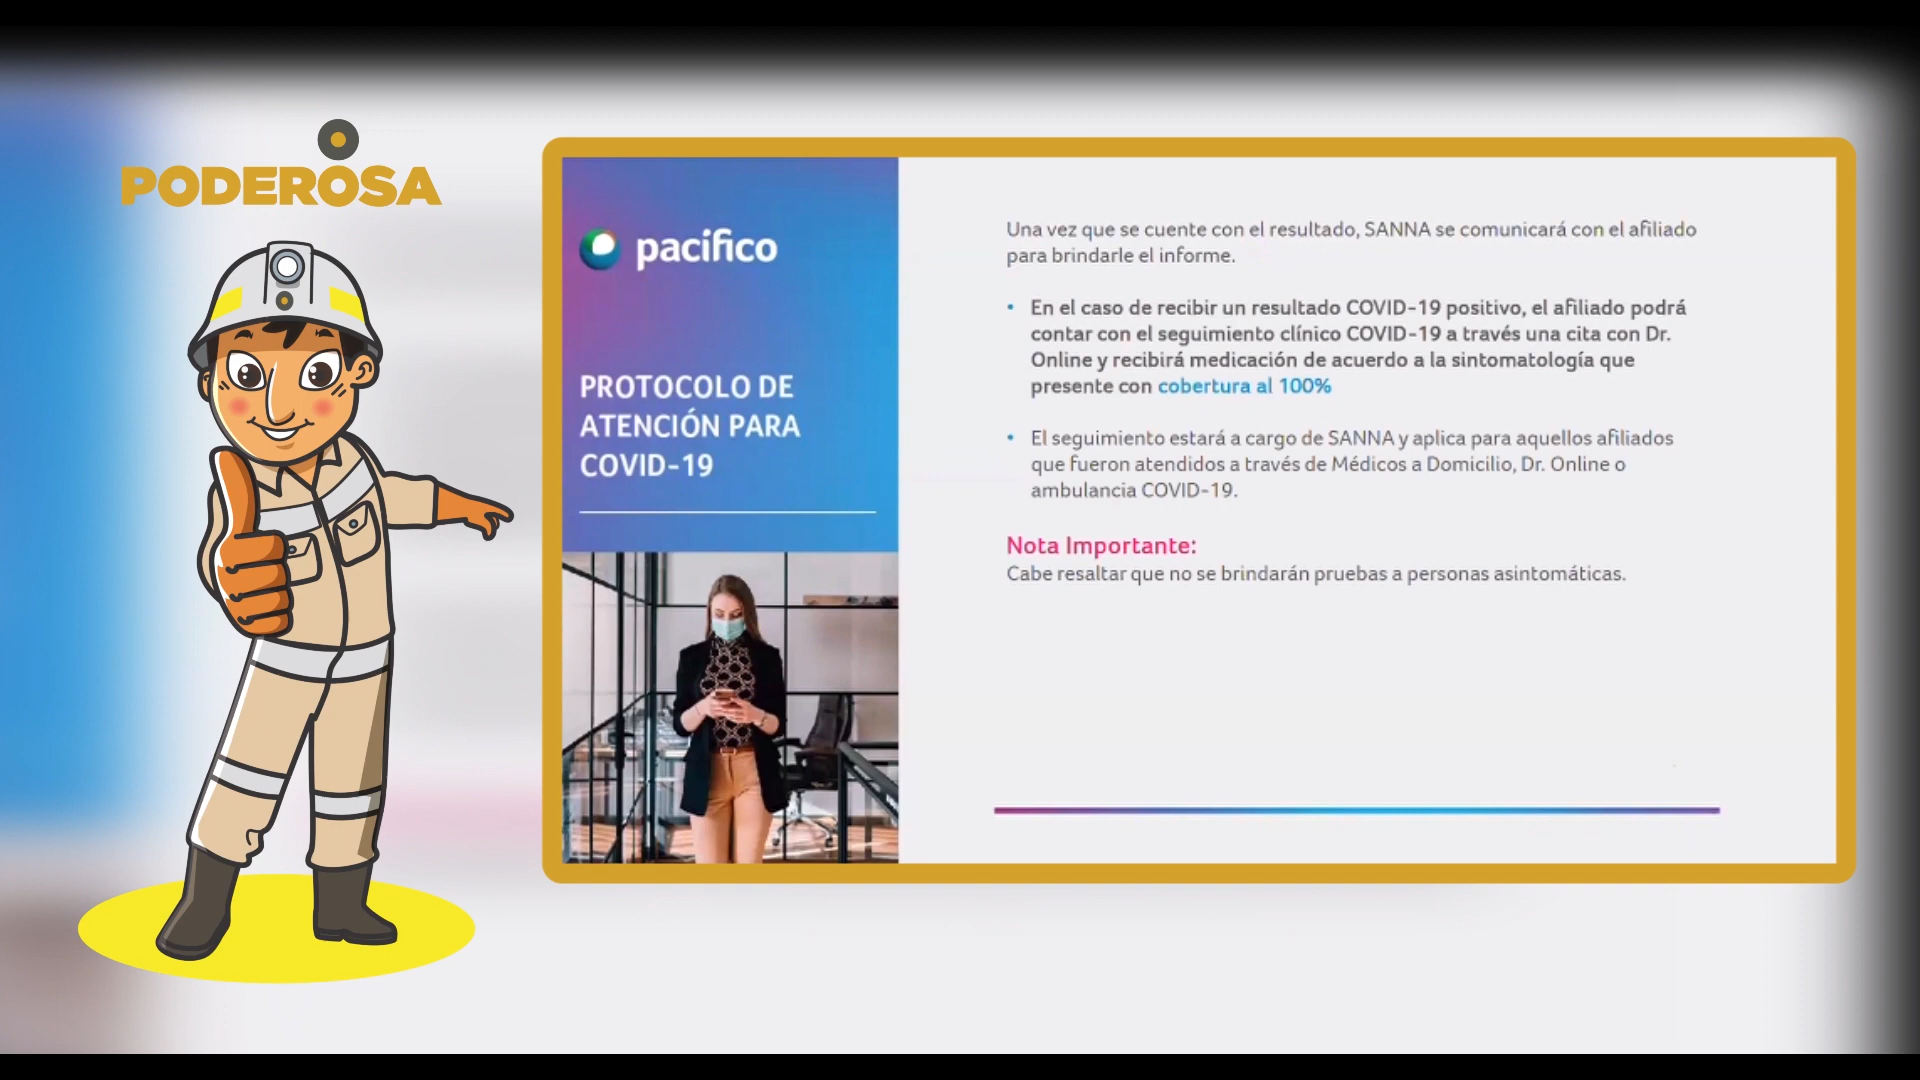 PODEROSA
pacífico
PROTOCOLO DE
ATENCIÓN PARA
COVID-19
Una vez que se cuente con el resultado, SANNA se comunicará con el afiliado
para brindarle el informe.
• En el caso de recibir un resultado COVID-19 positivo, el afiliado podrá
contar con el seguimiento clínico COVID-19 a través una cita con Dr.
Online y recibirá medicación de acuerdo a la sintomatología que
presente con cobertura al 100%
• El seguimiento estará a cargo de SANNA y aplica para aquellos afiliados
que fueron atendidos a través de Médicos a Domicilio, Dr. Online o
ambulancia COVID-19.
Nota Importante:
Cabe resaltar que no se brindarán pruebas a personas asintomáticas.